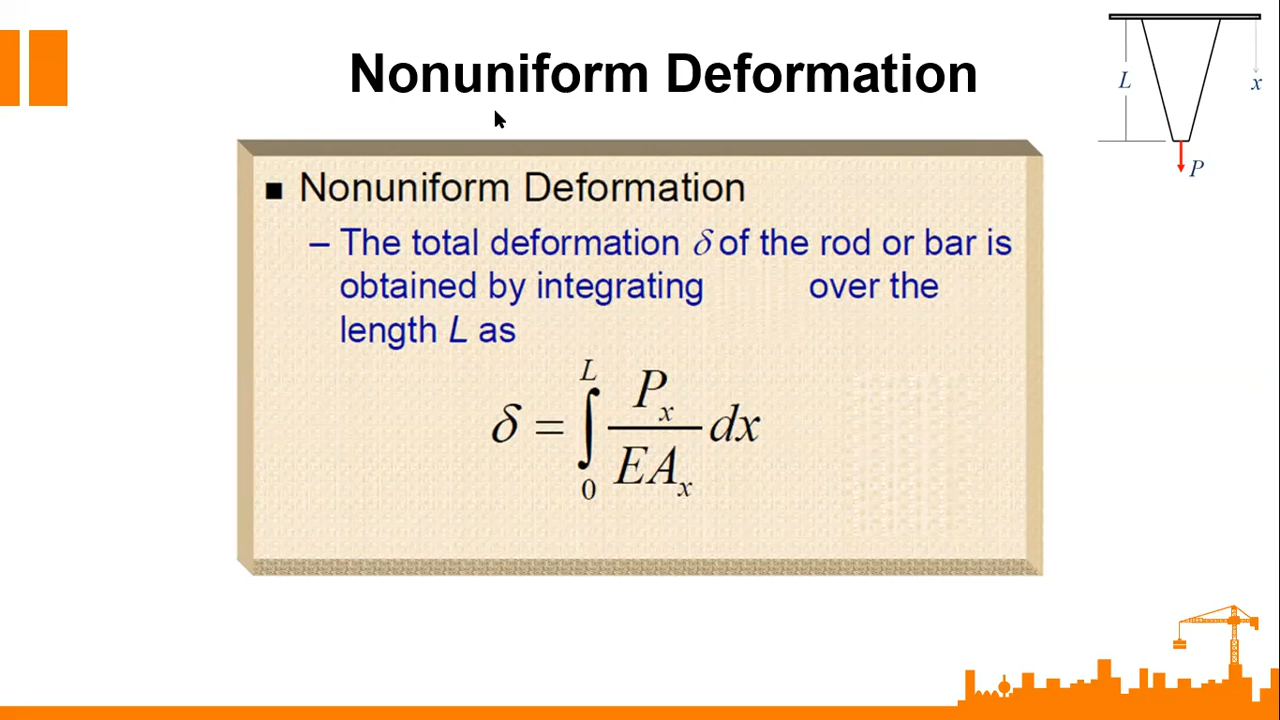 Nonuniform Deformation
L
x
P
■ Nonuniform Deformation
– The total deformation δ of the rod or bar is
obtained by integrating over the
length L as
δ = ∫₀ᴸ Pₓ / EAₓ dx